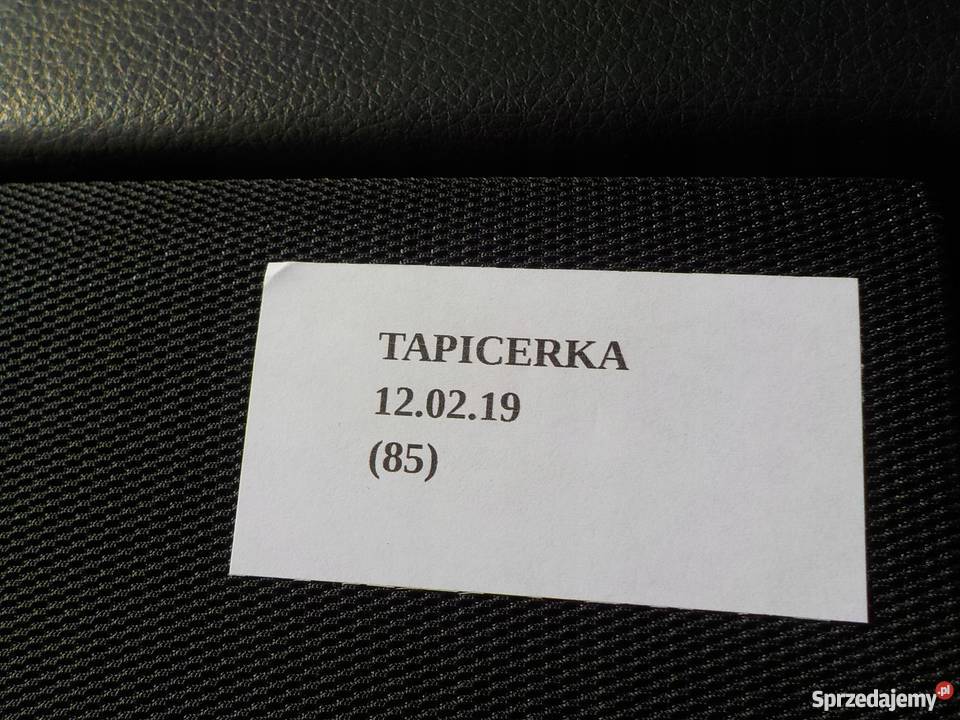 TAPICERKA
12.02.19
(85)
Sprzedajemy.pl